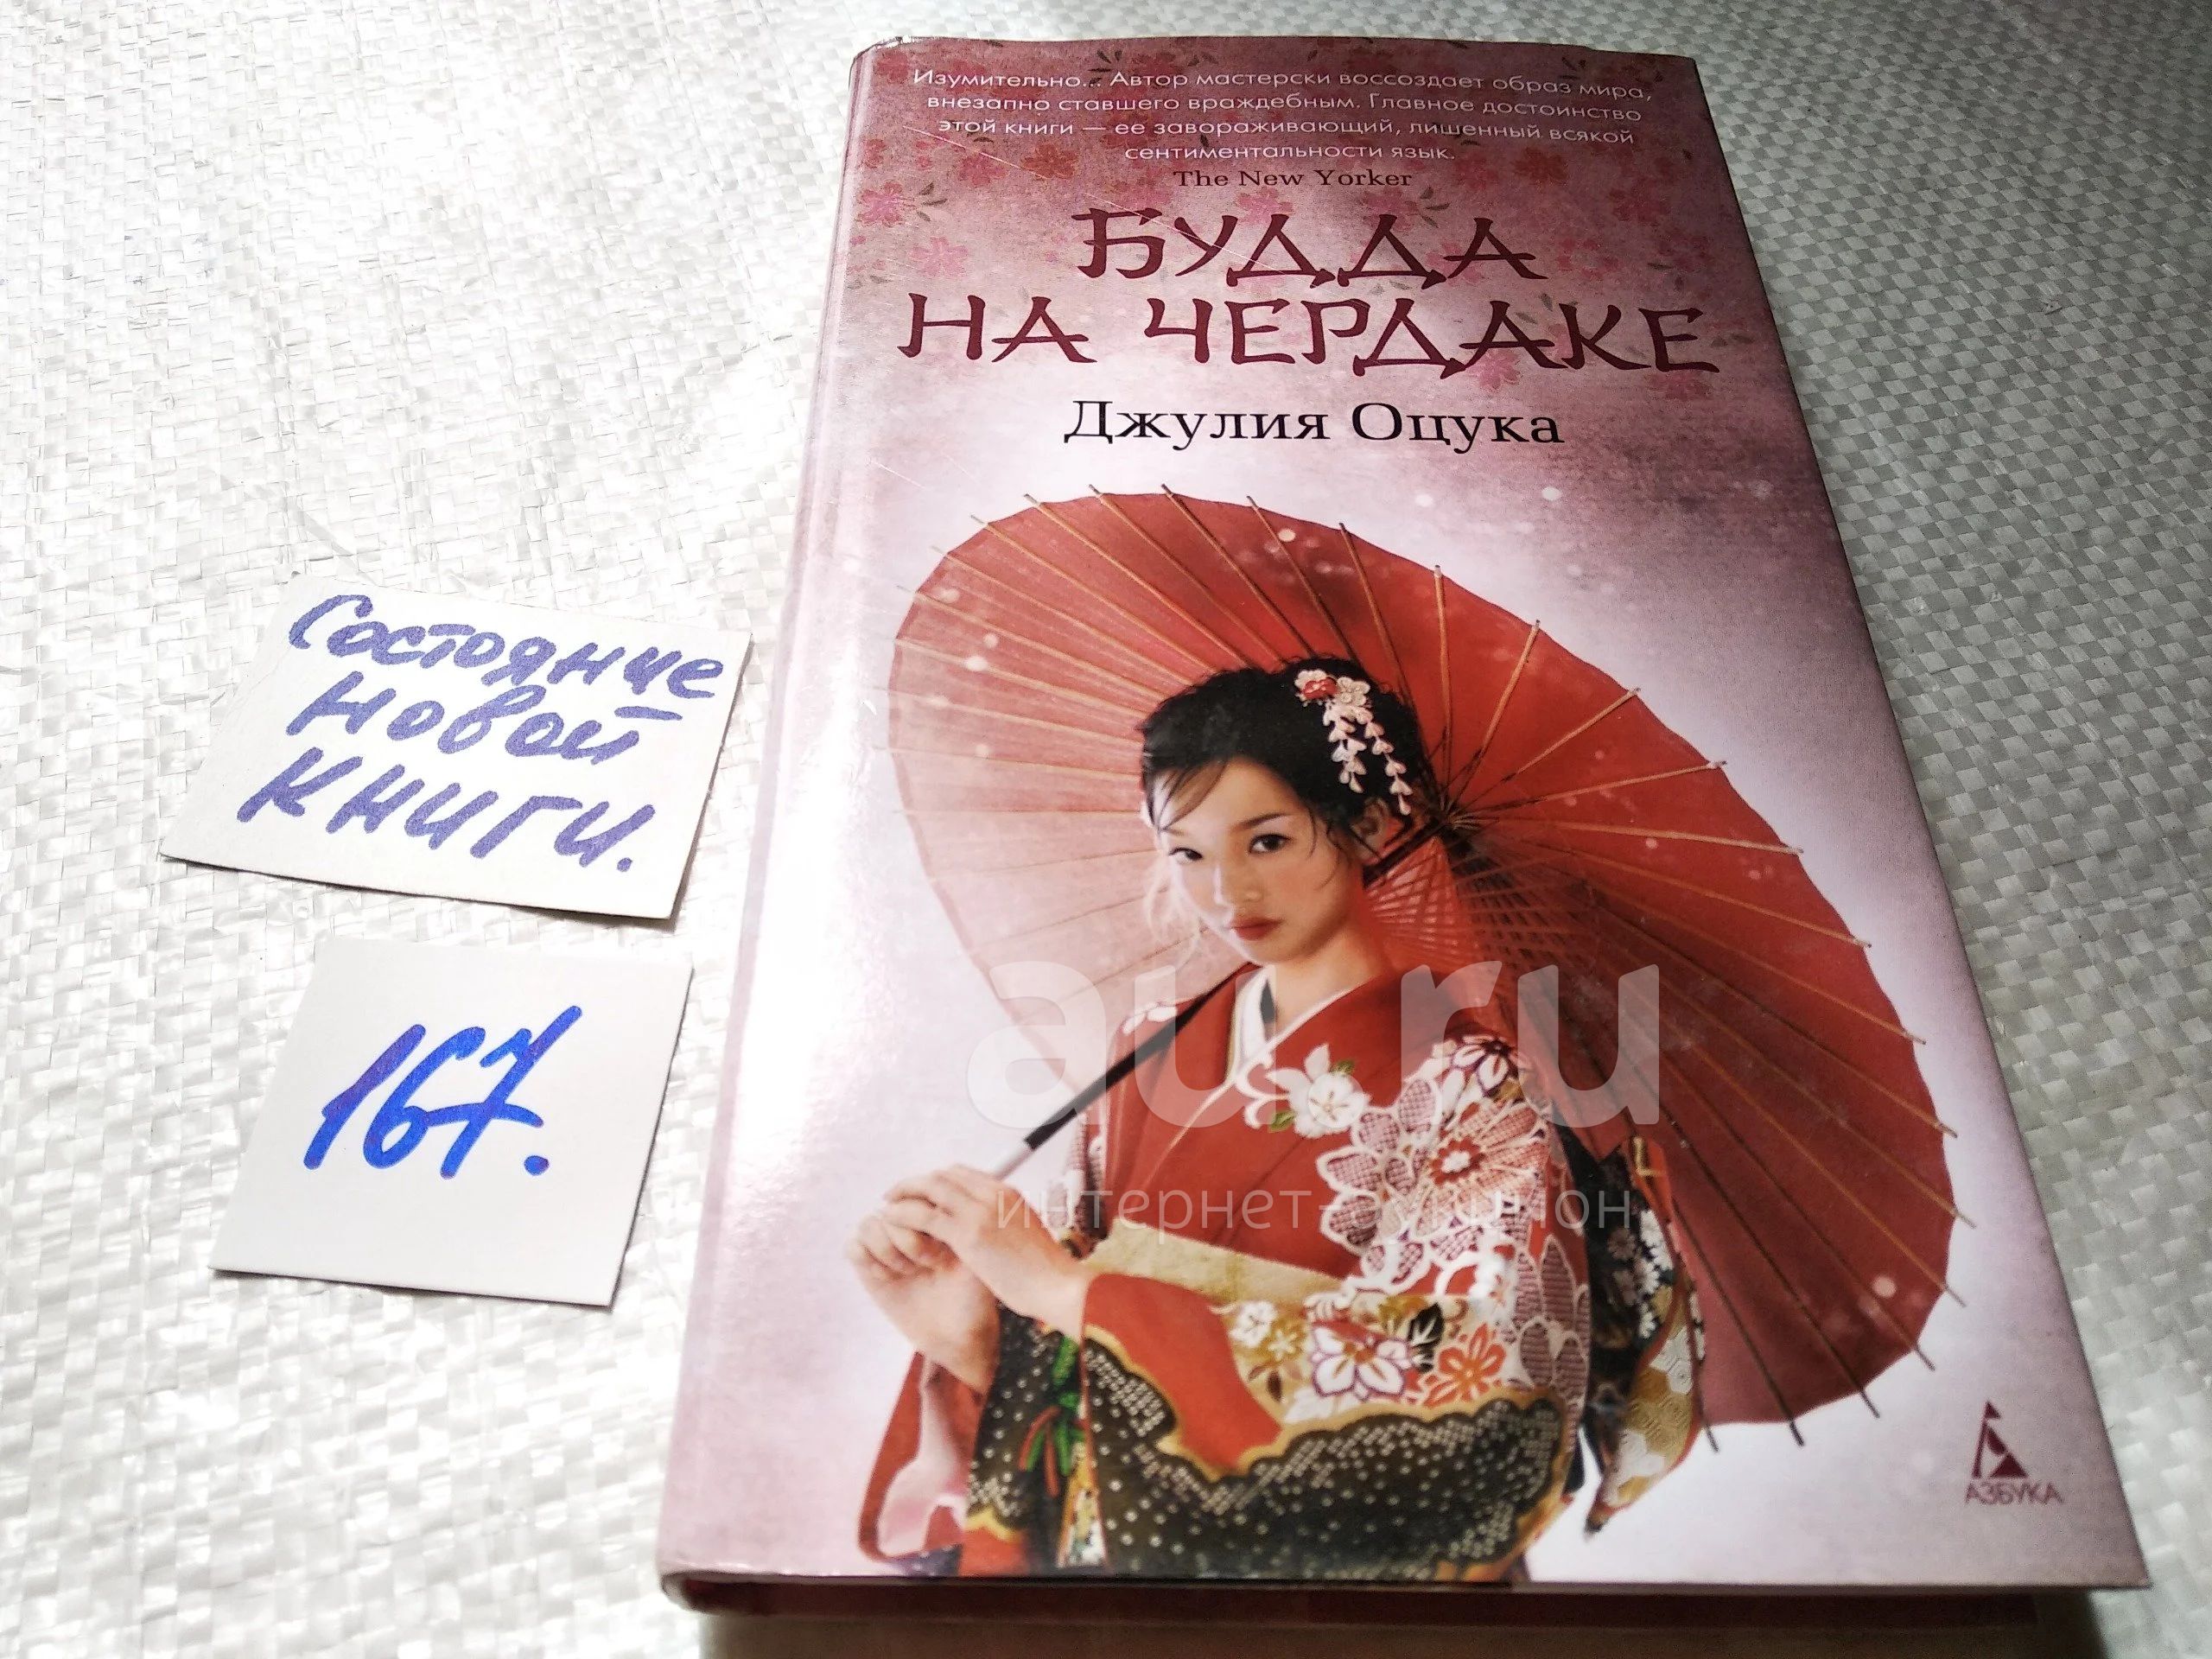 Изумительно... Автор мастерски воссоздает образ мира,
внезапно ставшего враждебным. Главное достоинство
этой книги — ее завораживающий, лишенный всякой
сентиментальности язык.
The New Yorker
БУДДА
НА ЧЕРДАКЕ
Джулия Оцука
Состояние
новой
книги.
167.
au.ru
интернет-аукцион
АЗБУКА